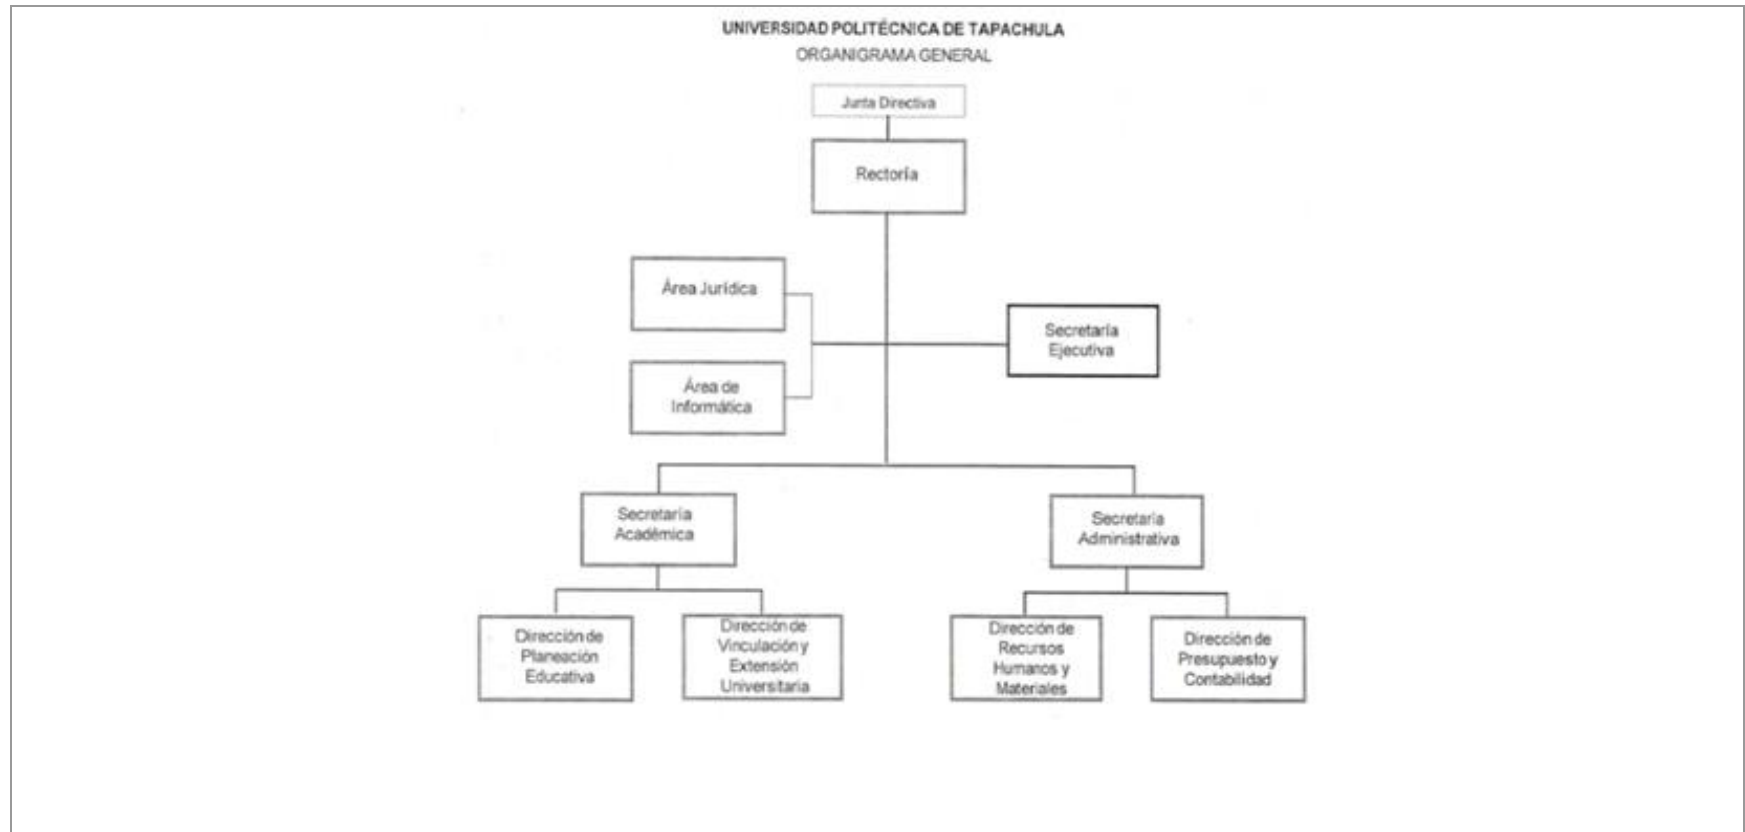 UNIVERSIDAD POLITÉCNICA DE TAPACHULA
ORGANIGRAMA GENERAL
Junta Directiva
Rectoría
Área Jurídica
Secretaría
Ejecutiva
Área de
Informática
Secretaría
Académica
Secretaría
Administrativa
Dirección de
Planeación
Educativa
Dirección de
Vinculación y
Extensión
Universitaria
Dirección de
Recursos
Humanos y
Materiales
Dirección de
Presupuesto y
Contabilidad